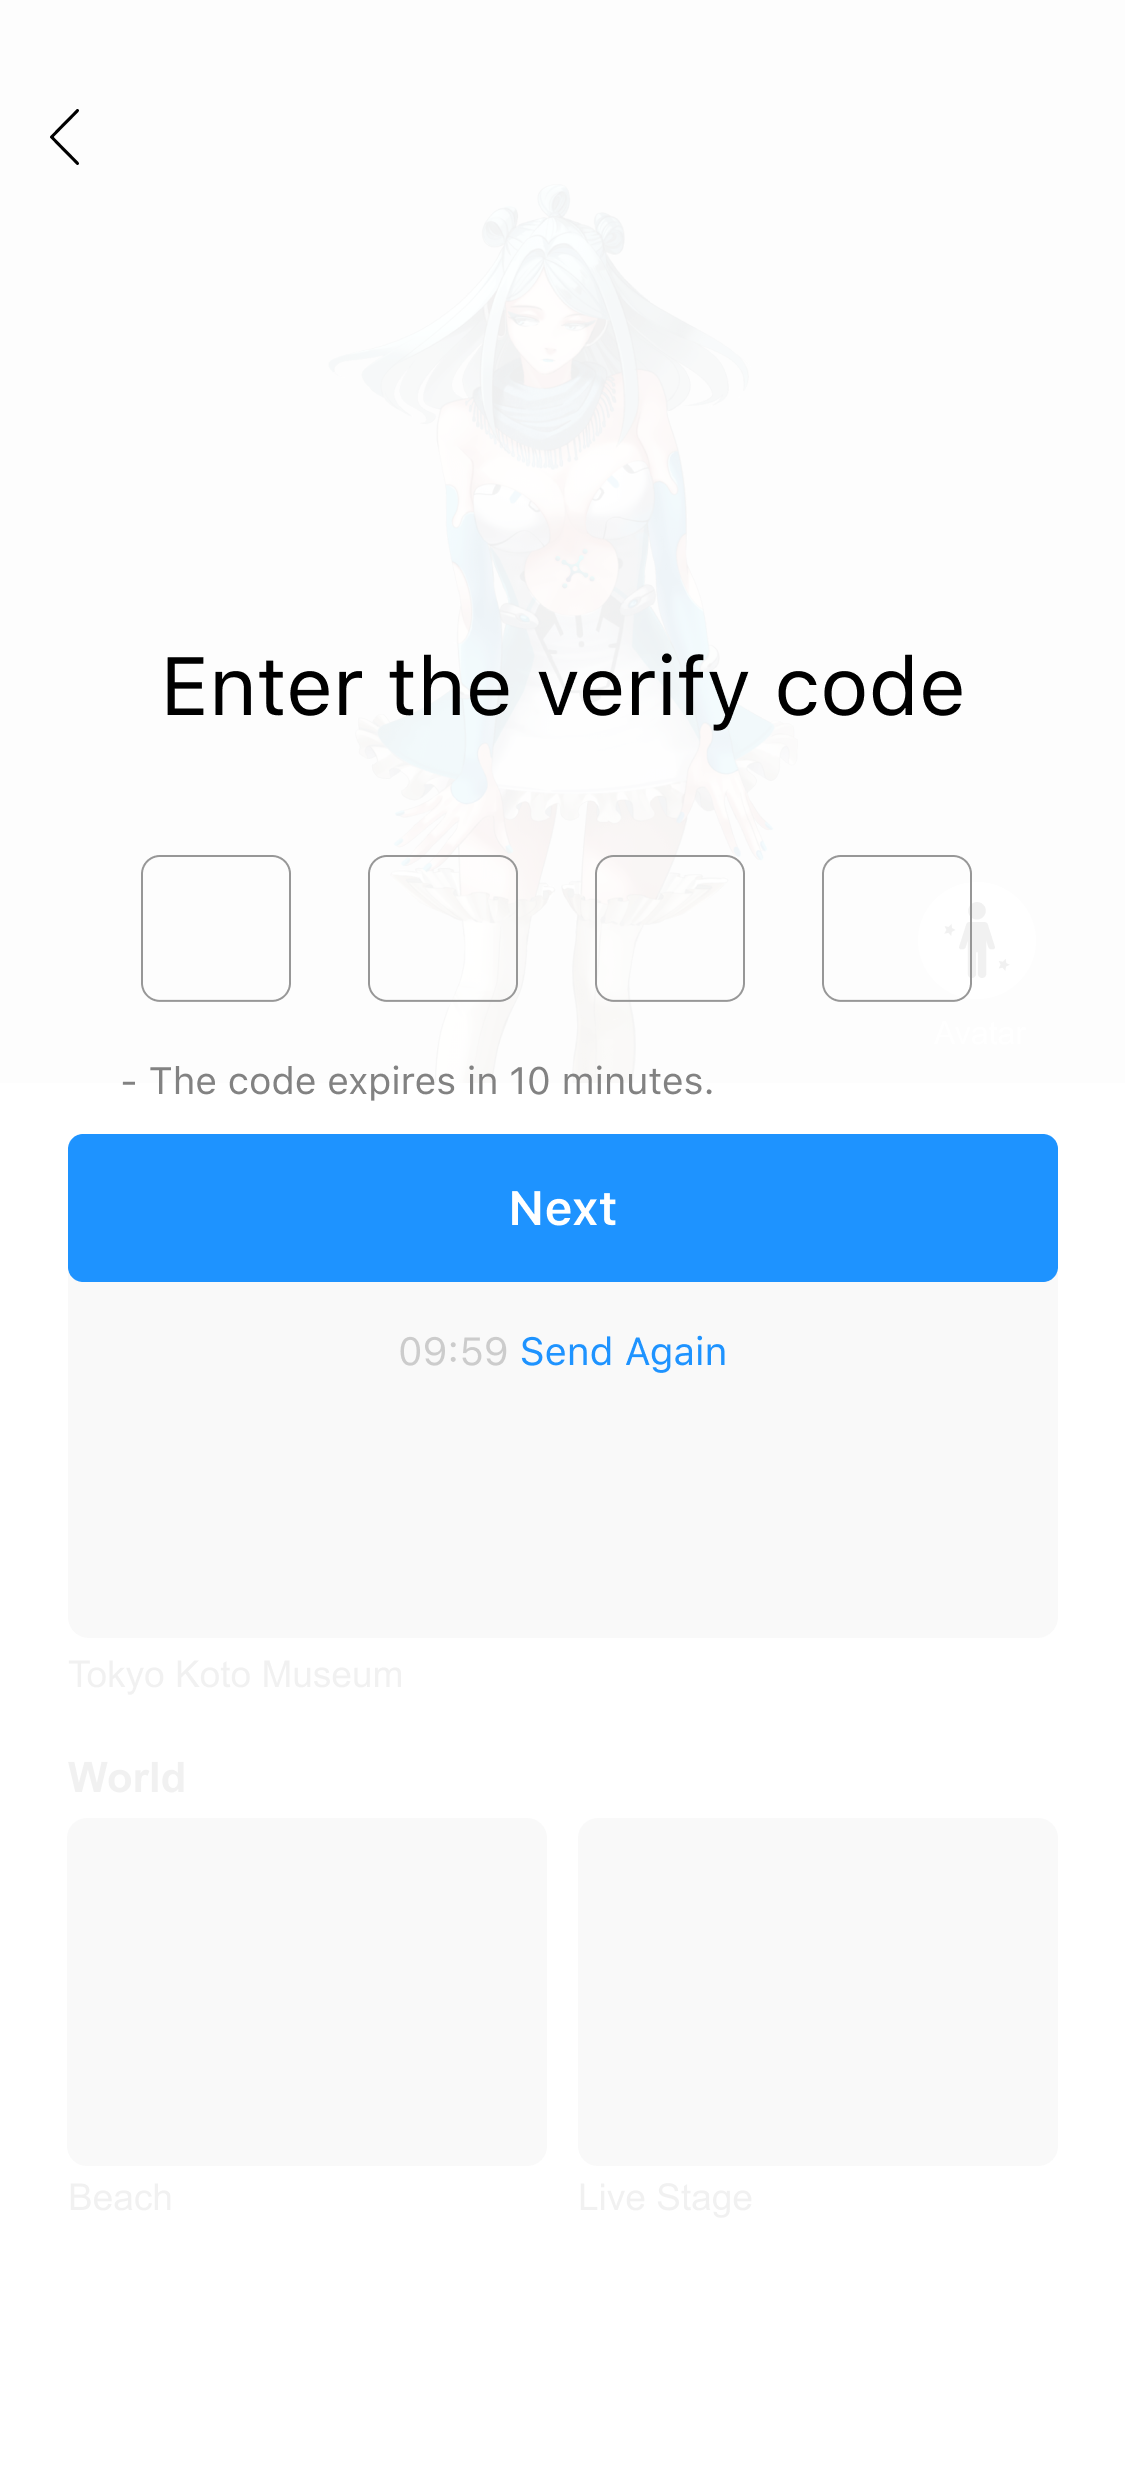 Enter the verify code
Avatar
- The code expires in 10 minutes.
Next
09:59 Send Again
Tokyo Koto Museum
World
Beach
Live Stage